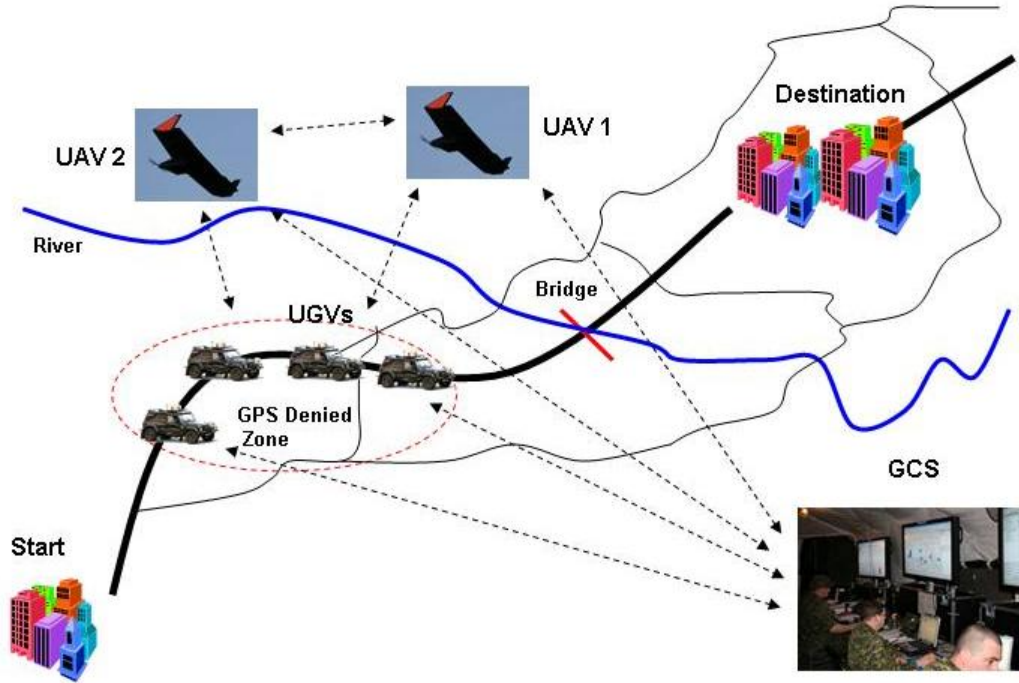 Destination
UAV 1
UAV 2
River
Bridge
UGVs
GPS Denied
Zone
GCS
Start